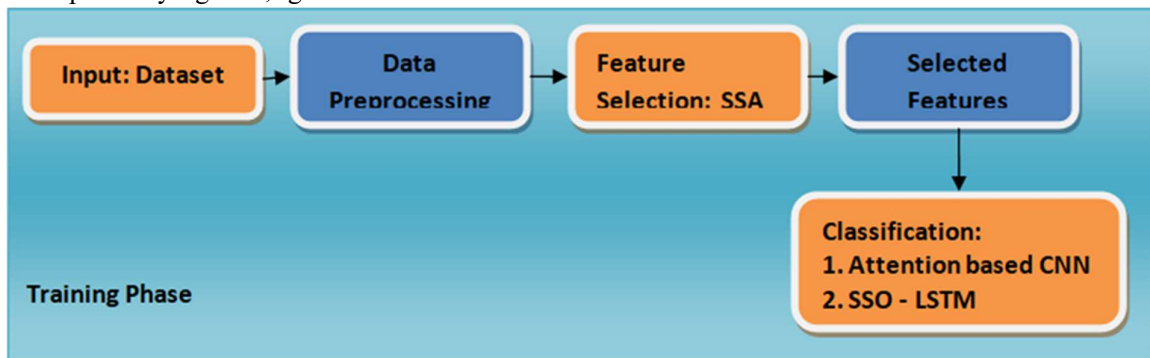 Input: Dataset
Data
Preprocessing
Feature
Selection: SSA
Selected
Features
Classification:
1. Attention based CNN
2. SSO - LSTM
Training Phase